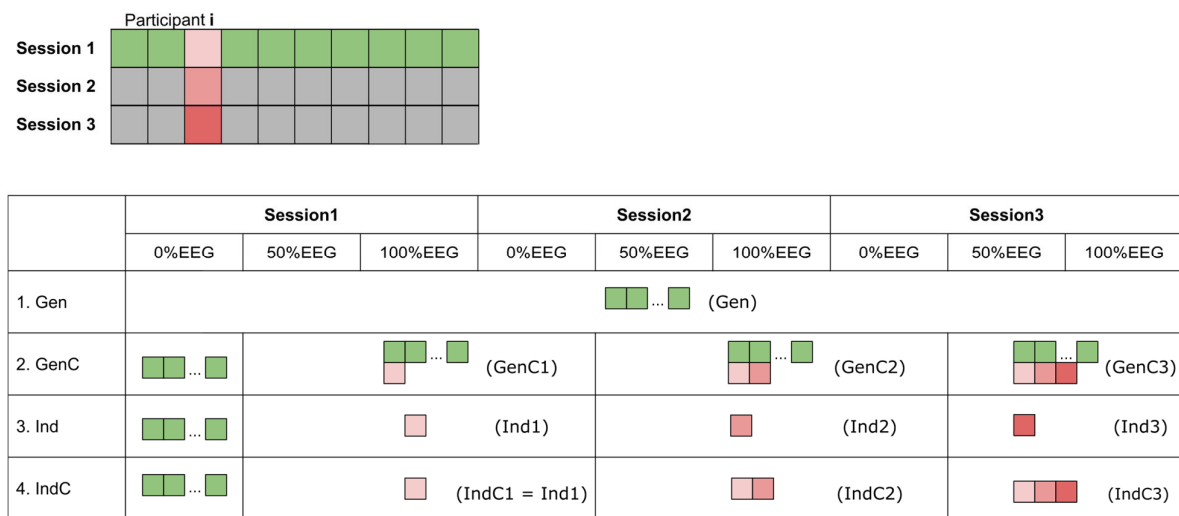 Participant i
Session 1
Session 2
Session 3
Session1 Session2 Session3
0%EEG 50%EEG 100%EEG 0%EEG 50%EEG 100%EEG 0%EEG 50%EEG 100%EEG
1. Gen ... (Gen)
2. GenC ... ... (GenC1) ... (GenC2) ... (GenC3)
3. Ind ... (Ind1) (Ind2) (Ind3)
4. IndC ... (IndC1 = Ind1) (IndC2) (IndC3)